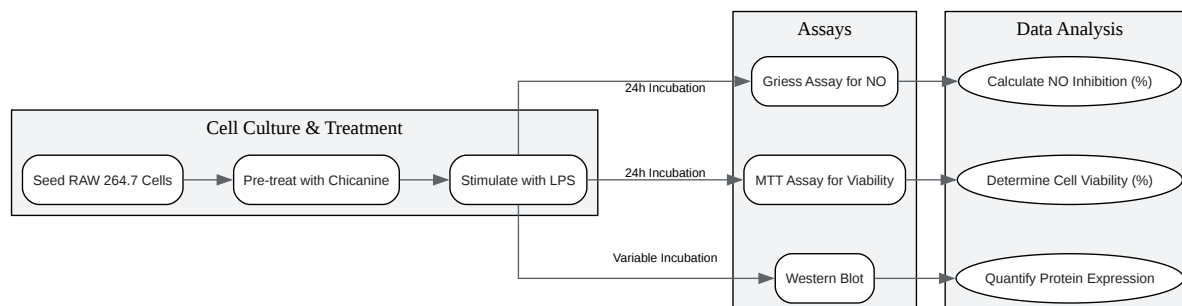 Assays
Data Analysis
Griess Assay for NO
Calculate NO Inhibition (%)
24h Incubation
Cell Culture & Treatment
Seed RAW 264.7 Cells
Pre-treat with Chicanine
Stimulate with LPS
24h Incubation
MTT Assay for Viability
Determine Cell Viability (%)
Variable Incubation
Western Blot
Quantify Protein Expression